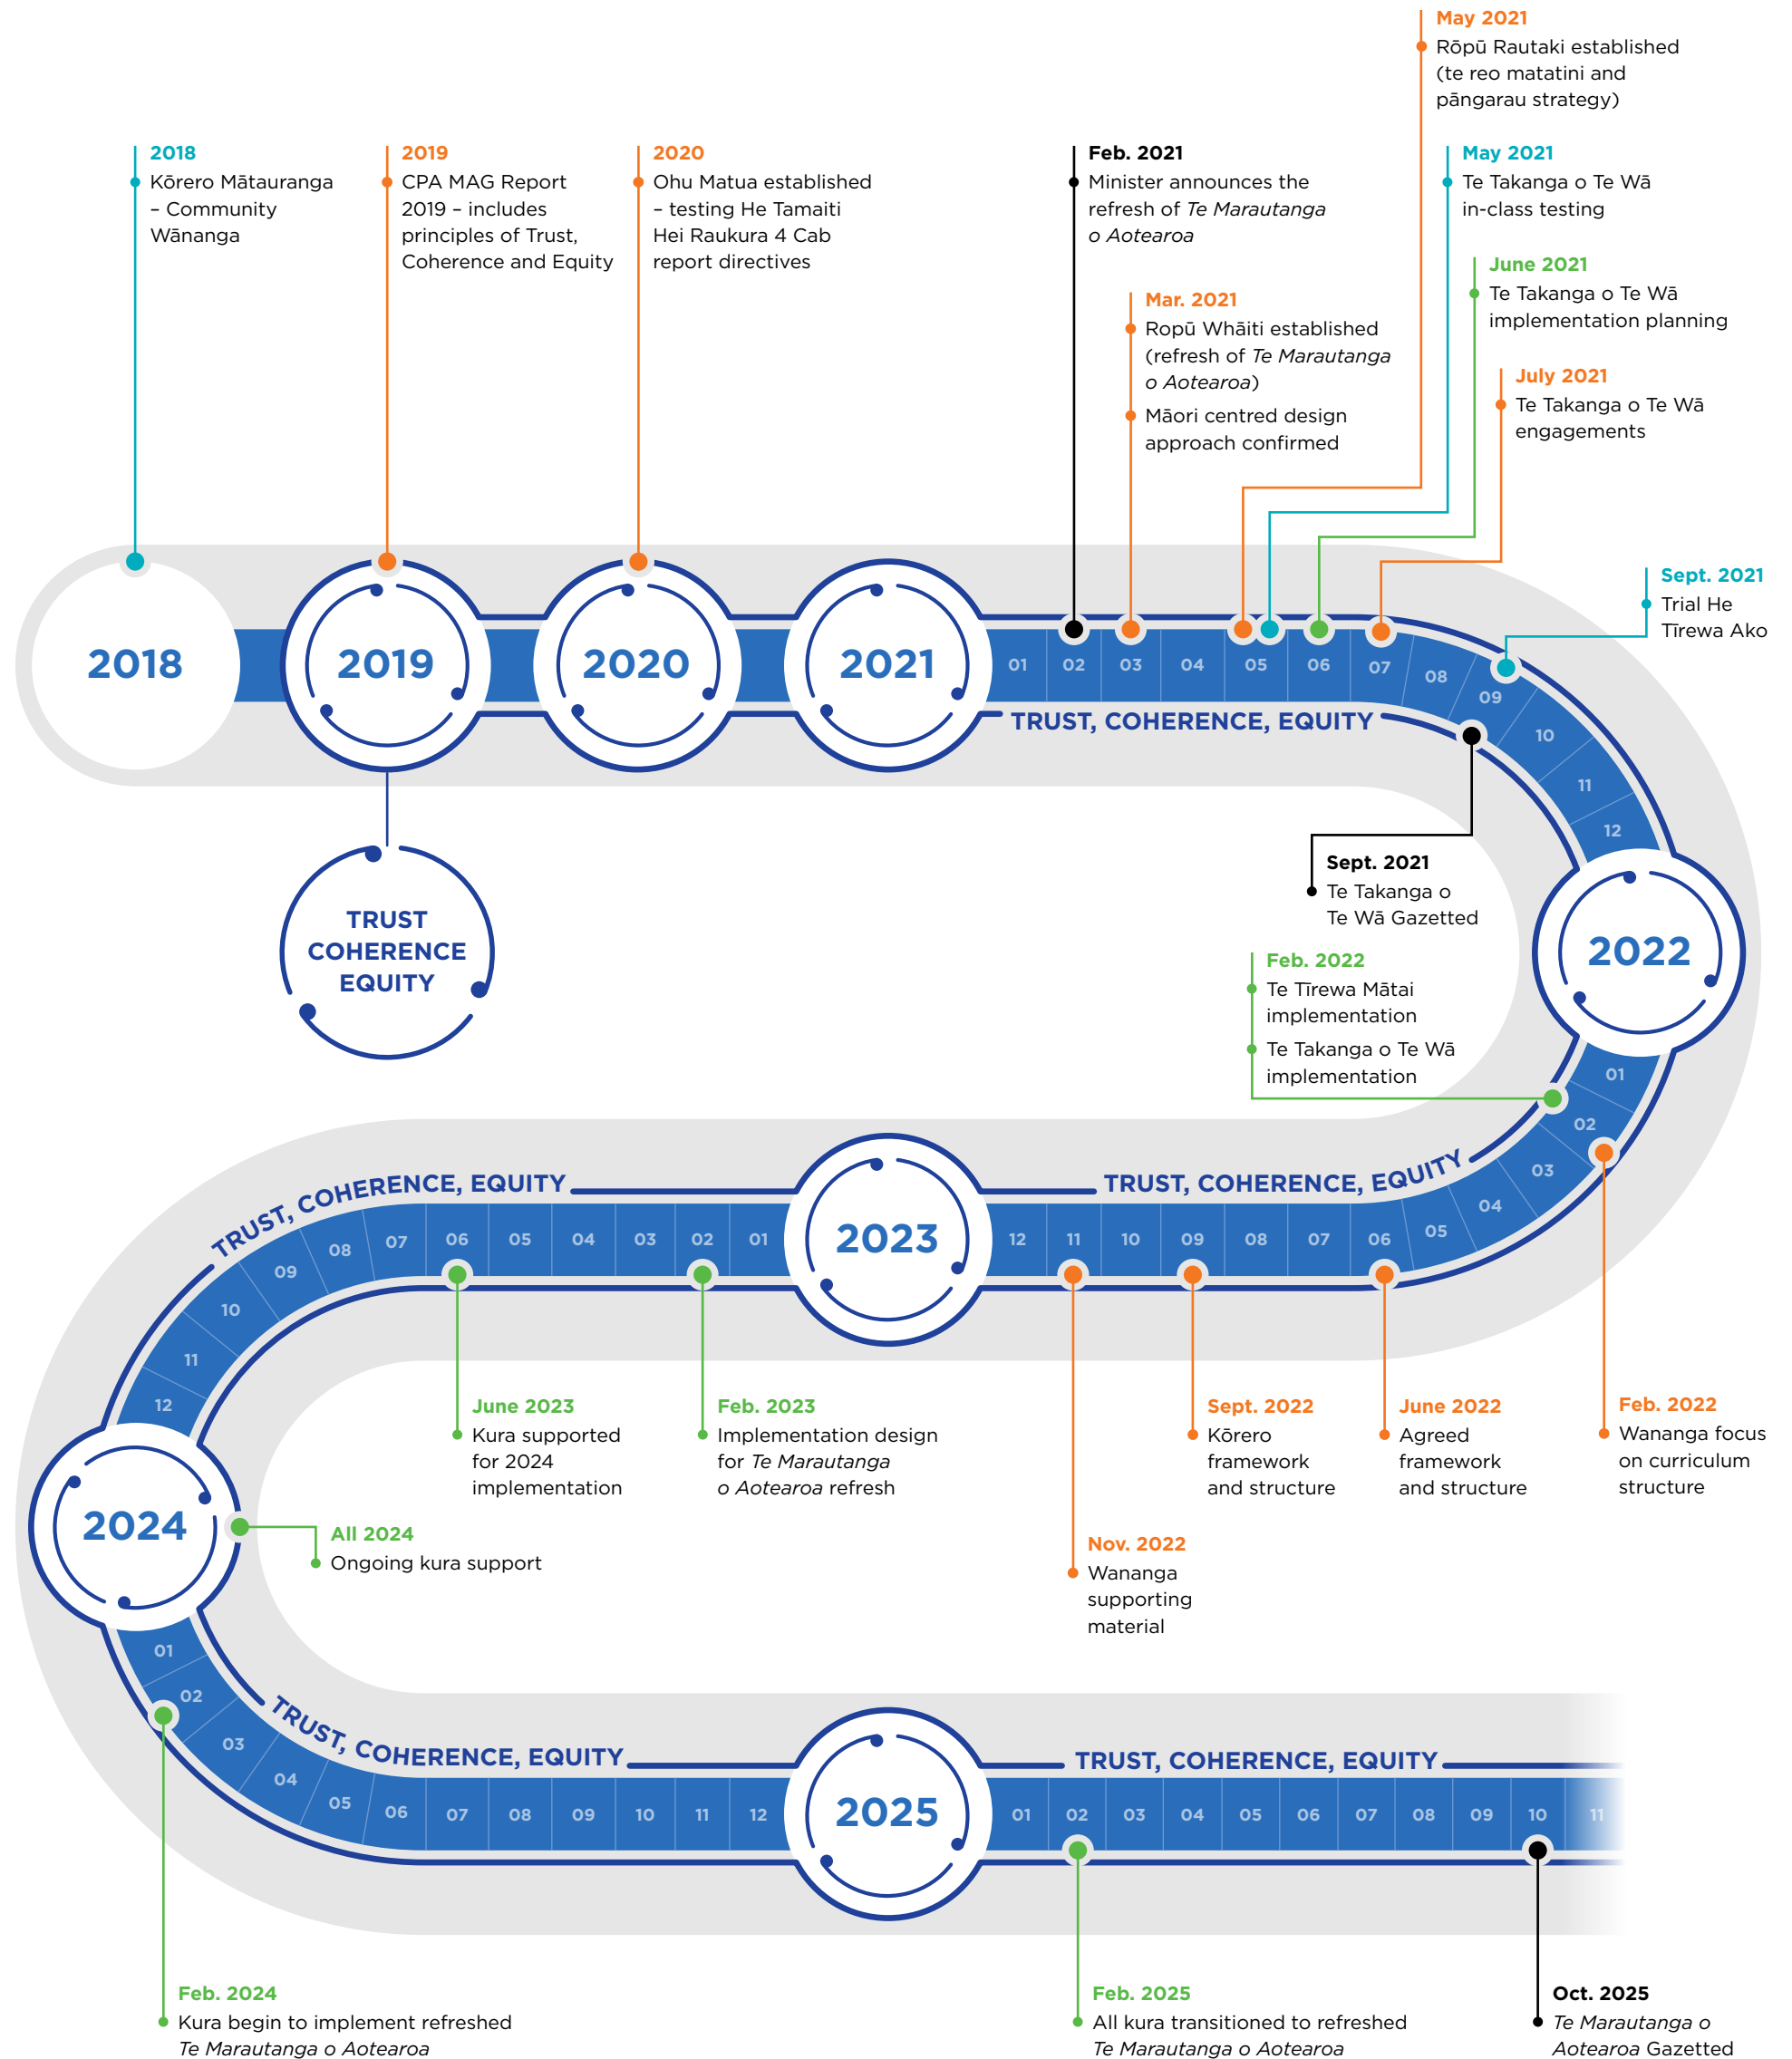 May 2021
Rōpū Rautaki established
(te reo matatini and
pāngarau strategy)
2018
Kōrero Mātauranga
– Community
Wānanga
2019
CPA MAG Report
2019 – includes
principles of Trust,
Coherence and Equity
2020
Ohu Matua established
– testing He Tamaiti
Hei Raukura 4 Cab
report directives
Feb. 2021
Minister announces the
refresh of Te Marautanga
o Aotearoa
Mar. 2021
Ropū Whāiti established
(refresh of Te Marautanga
o Aotearoa)
Māori centred design
approach confirmed
May 2021
Te Takanga o Te Wā
in-class testing
June 2021
Te Takanga o Te Wā
implementation planning
July 2021
Te Takanga o Te Wā
engagements
Sept. 2021
Trial He
Tīrewa Ako
2018
2019
2020
2021
01 02 03 04 05 06 07 08 09 10 11 12
TRUST, COHERENCE, EQUITY
TRUST
COHERENCE
EQUITY
Sept. 2021
Te Takanga o
Te Wā Gazetted
2022
Feb. 2022
Te Tīrewa Mātai
implementation
Te Takanga o Te Wā
implementation
01 02 03 04 05 06 07 08 09 10 11 12
TRUST, COHERENCE, EQUITY
Feb. 2022
Wananga focus
on curriculum
structure
June 2022
Agreed
framework
and structure
Sept. 2022
Kōrero
framework
and structure
Nov. 2022
Wananga
supporting
material
2023
01 02 03 04 05 06 07 08 09 10 11 12
TRUST, COHERENCE, EQUITY
Feb. 2023
Implementation design
for Te Marautanga
o Aotearoa refresh
June 2023
Kura supported
for 2024
implementation
2024
All 2024
Ongoing kura support
01 02 03 04 05 06 07 08 09 10 11 12
TRUST, COHERENCE, EQUITY
2025
01 02 03 04 05 06 07 08 09 10 11
TRUST, COHERENCE, EQUITY
Feb. 2024
Kura begin to implement refreshed
Te Marautanga o Aotearoa
Feb. 2025
All kura transitioned to refreshed
Te Marautanga o Aotearoa
Oct. 2025
Te Marautanga o
Aotearoa Gazetted